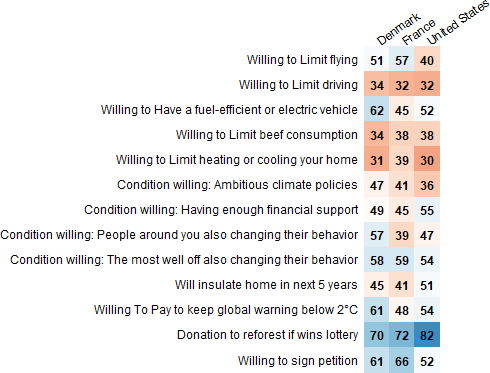 Denmark France United States
Willing to Limit flying 51 57 40
Willing to Limit driving 34 32 32
Willing to Have a fuel-efficient or electric vehicle 62 45 52
Willing to Limit beef consumption 34 38 38
Willing to Limit heating or cooling your home 31 39 30
Condition willing: Ambitious climate policies 47 41 36
Condition willing: Having enough financial support 49 45 55
Condition willing: People around you also changing their behavior 57 39 47
Condition willing: The most well off also changing their behavior 58 59 54
Will insulate home in next 5 years 45 41 51
Willing To Pay to keep global warning below 2°C 61 48 54
Donation to reforest if wins lottery 70 72 82
Willing to sign petition 61 66 52